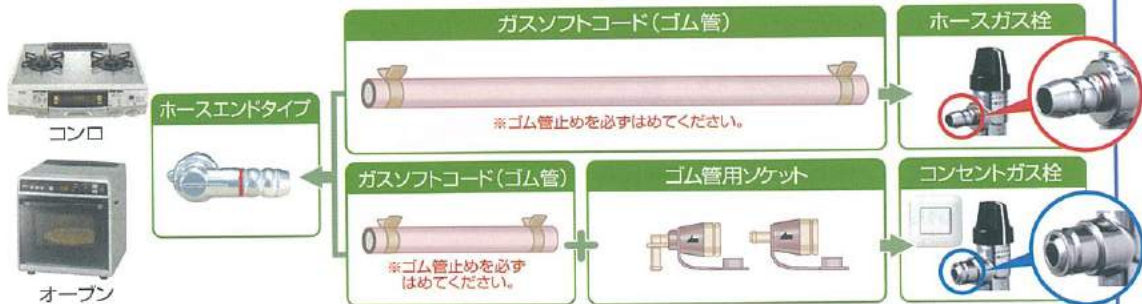 コンロ
オーブン
ホースエンドタイプ
ガスソフトコード(ゴム管)
※ゴム管止めを必ずはめてください。
ホースガス栓
ガスソフトコード(ゴム管)
※ゴム管止めを必ず
はめてください。
ゴム管用ソケット
コンセントガス栓